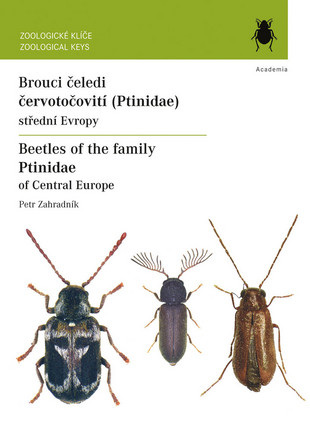 ZOOLOGICKÉ KLÍČE
ZOOLOGICAL KEYS
Academia
Brouci čeledi
červotočovití (Ptinidae)
střední Evropy
Beetles of the family
Ptinidae
of Central Europe
Petr Zahradník